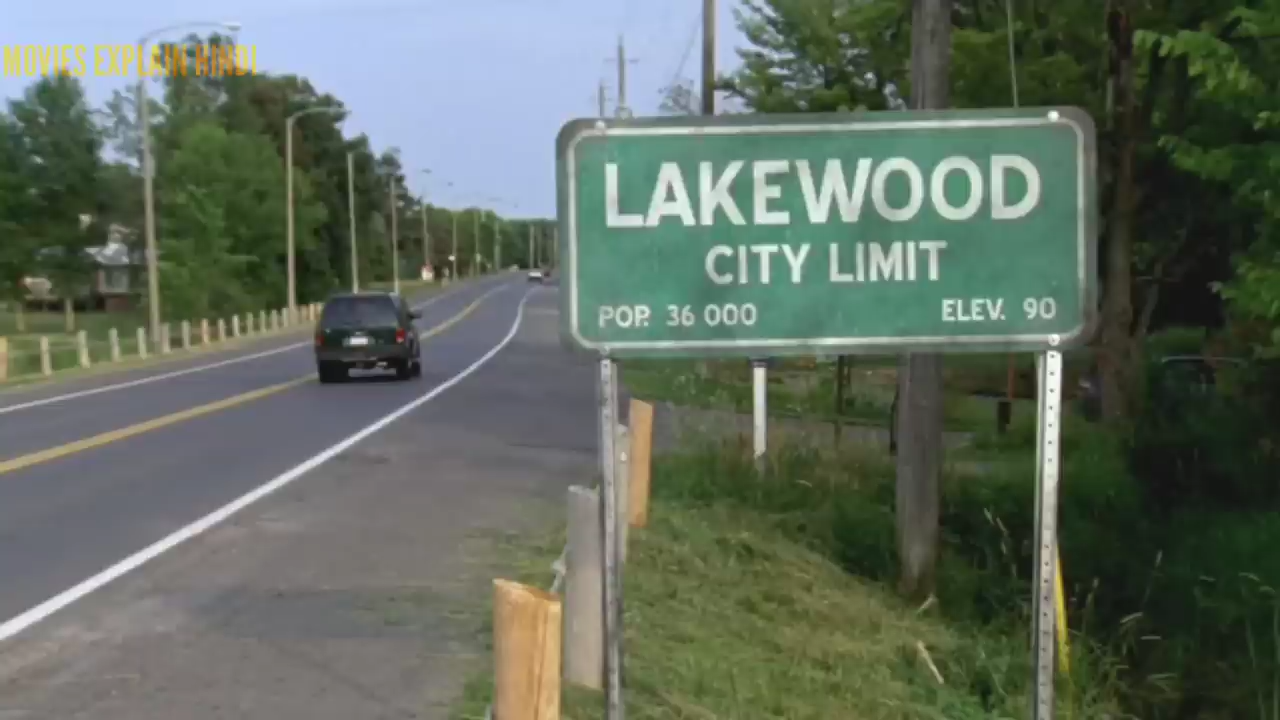 MOVIES EXPLAIN HINDI
LAKEWOOD
CITY LIMIT
POP. 36 000
ELEV. 90